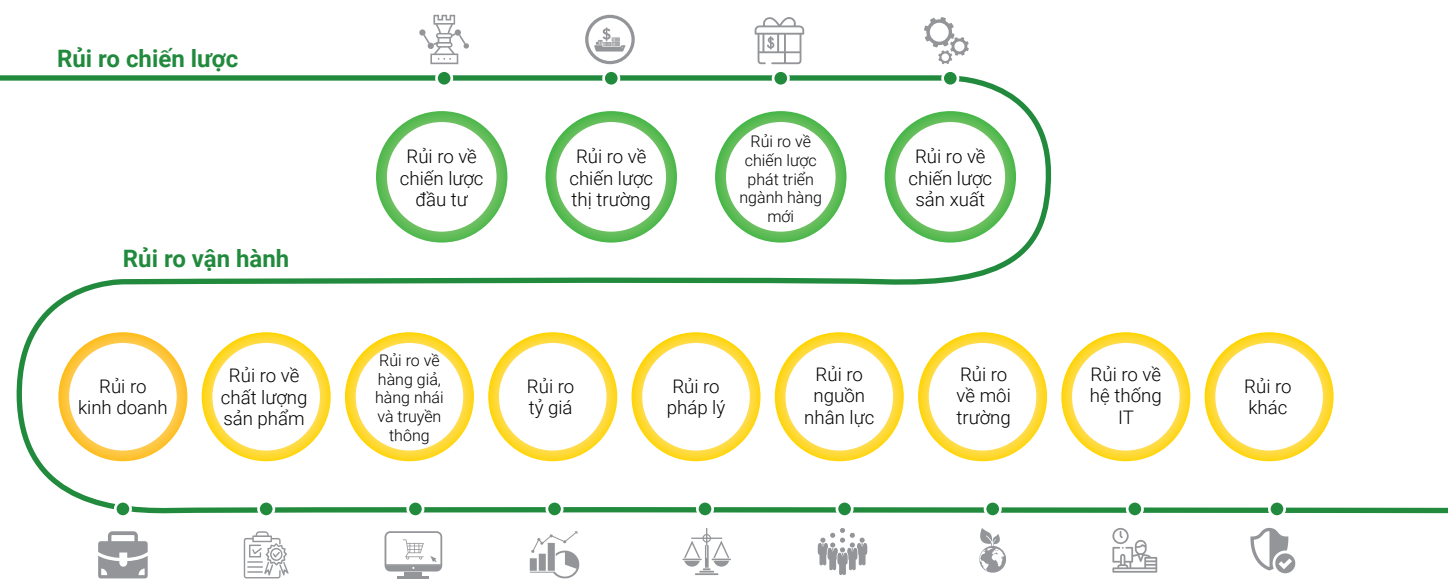 Rủi ro chiến lược
Rủi ro về
chiến lược
đầu tư
Rủi ro về
chiến lược
thị trường
Rủi ro về
chiến lược
phát triển
ngành hàng
mới
Rủi ro về
chiến lược
sản xuất
Rủi ro vận hành
Rủi ro
kinh doanh
Rủi ro về
chất lượng
sản phẩm
Rủi ro về
hàng giả,
hàng nhái
và truyền
thông
Rủi ro
tỷ giá
Rủi ro
pháp lý
Rủi ro
nguồn
nhân lực
Rủi ro
về môi
trường
Rủi ro về
hệ thống
IT
Rủi ro
khác